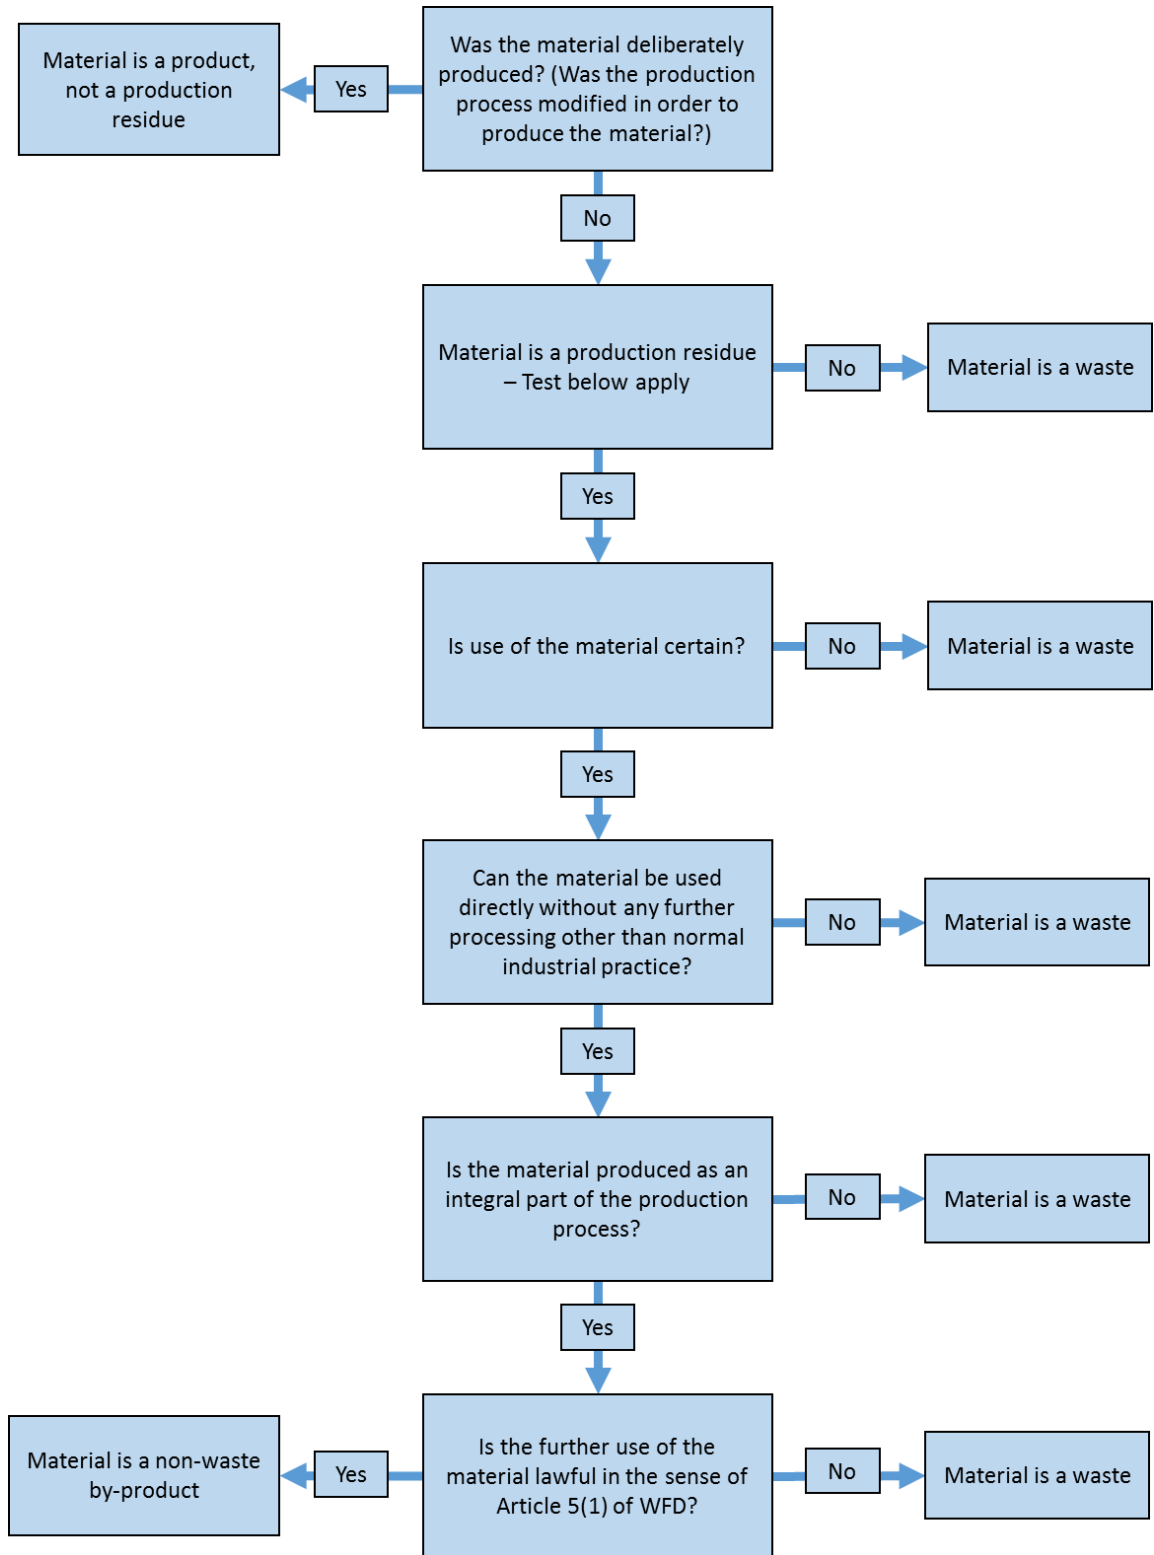 Material is a product,
not a production
residue
Yes
Was the material deliberately
produced? (Was the production
process modified in order to
produce the material?)
No
Material is a production residue
– Test below apply
No
Material is a waste
Yes
Is use of the material certain?
No
Material is a waste
Yes
Can the material be used
directly without any further
processing other than normal
industrial practice?
No
Material is a waste
Yes
Is the material produced as an
integral part of the production
process?
No
Material is a waste
Yes
Material is a non-waste
by-product
Yes
Is the further use of the
material lawful in the sense of
Article 5(1) of WFD?
No
Material is a waste